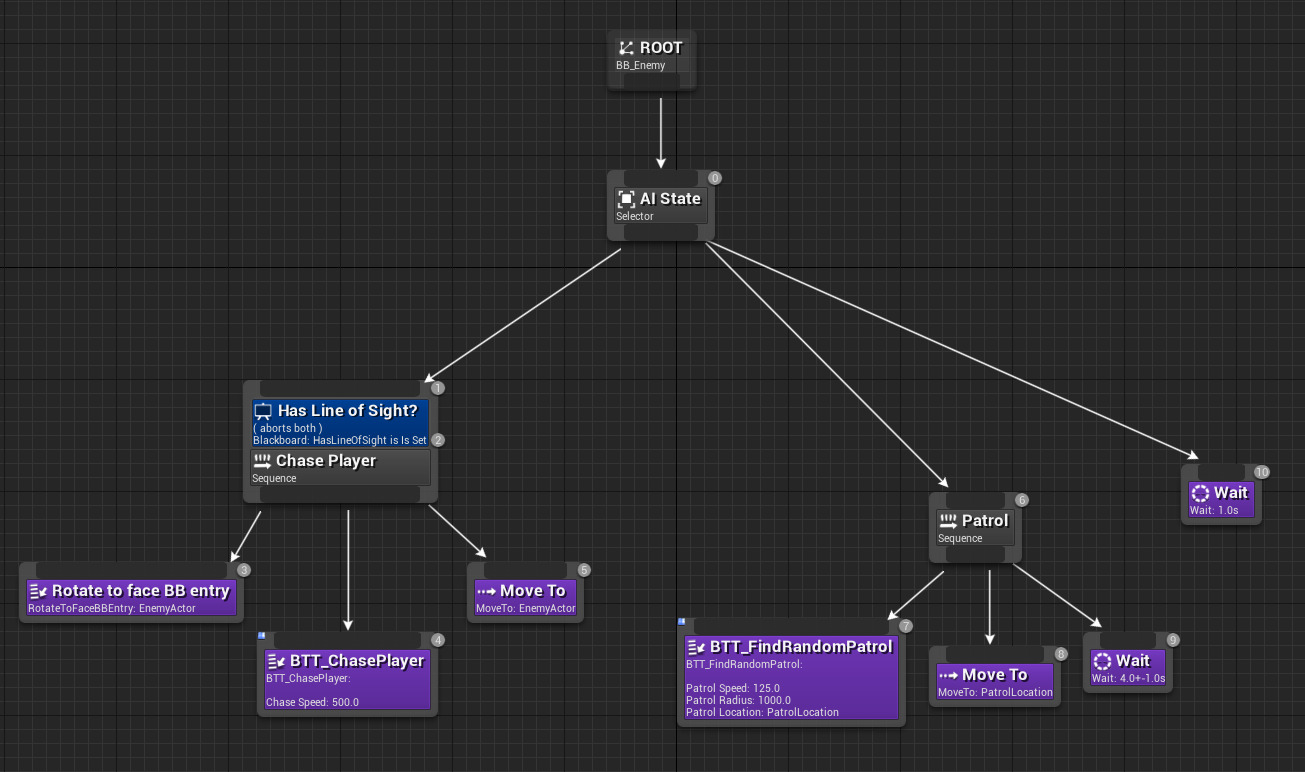 ROOT
BB_Enemy
0
AI State
Selector
1
Has Line of Sight?
( aborts both )
Blackboard: HasLineOfSight is Is Set
2
Chase Player
Sequence
3
Rotate to face BB entry
RotateToFaceBBEntry: EnemyActor
4
BTT_ChasePlayer
BTT_ChasePlayer:
Chase Speed: 500.0
5
Move To
MoveTo: EnemyActor
6
Patrol
Sequence
7
BTT_FindRandomPatrol
BTT_FindRandomPatrol:
Patrol Speed: 125.0
Patrol Radius: 1000.0
Patrol Location: PatrolLocation
8
Move To
MoveTo: PatrolLocation
9
Wait
Wait: 4.0+-1.0s
10
Wait
Wait: 1.0s